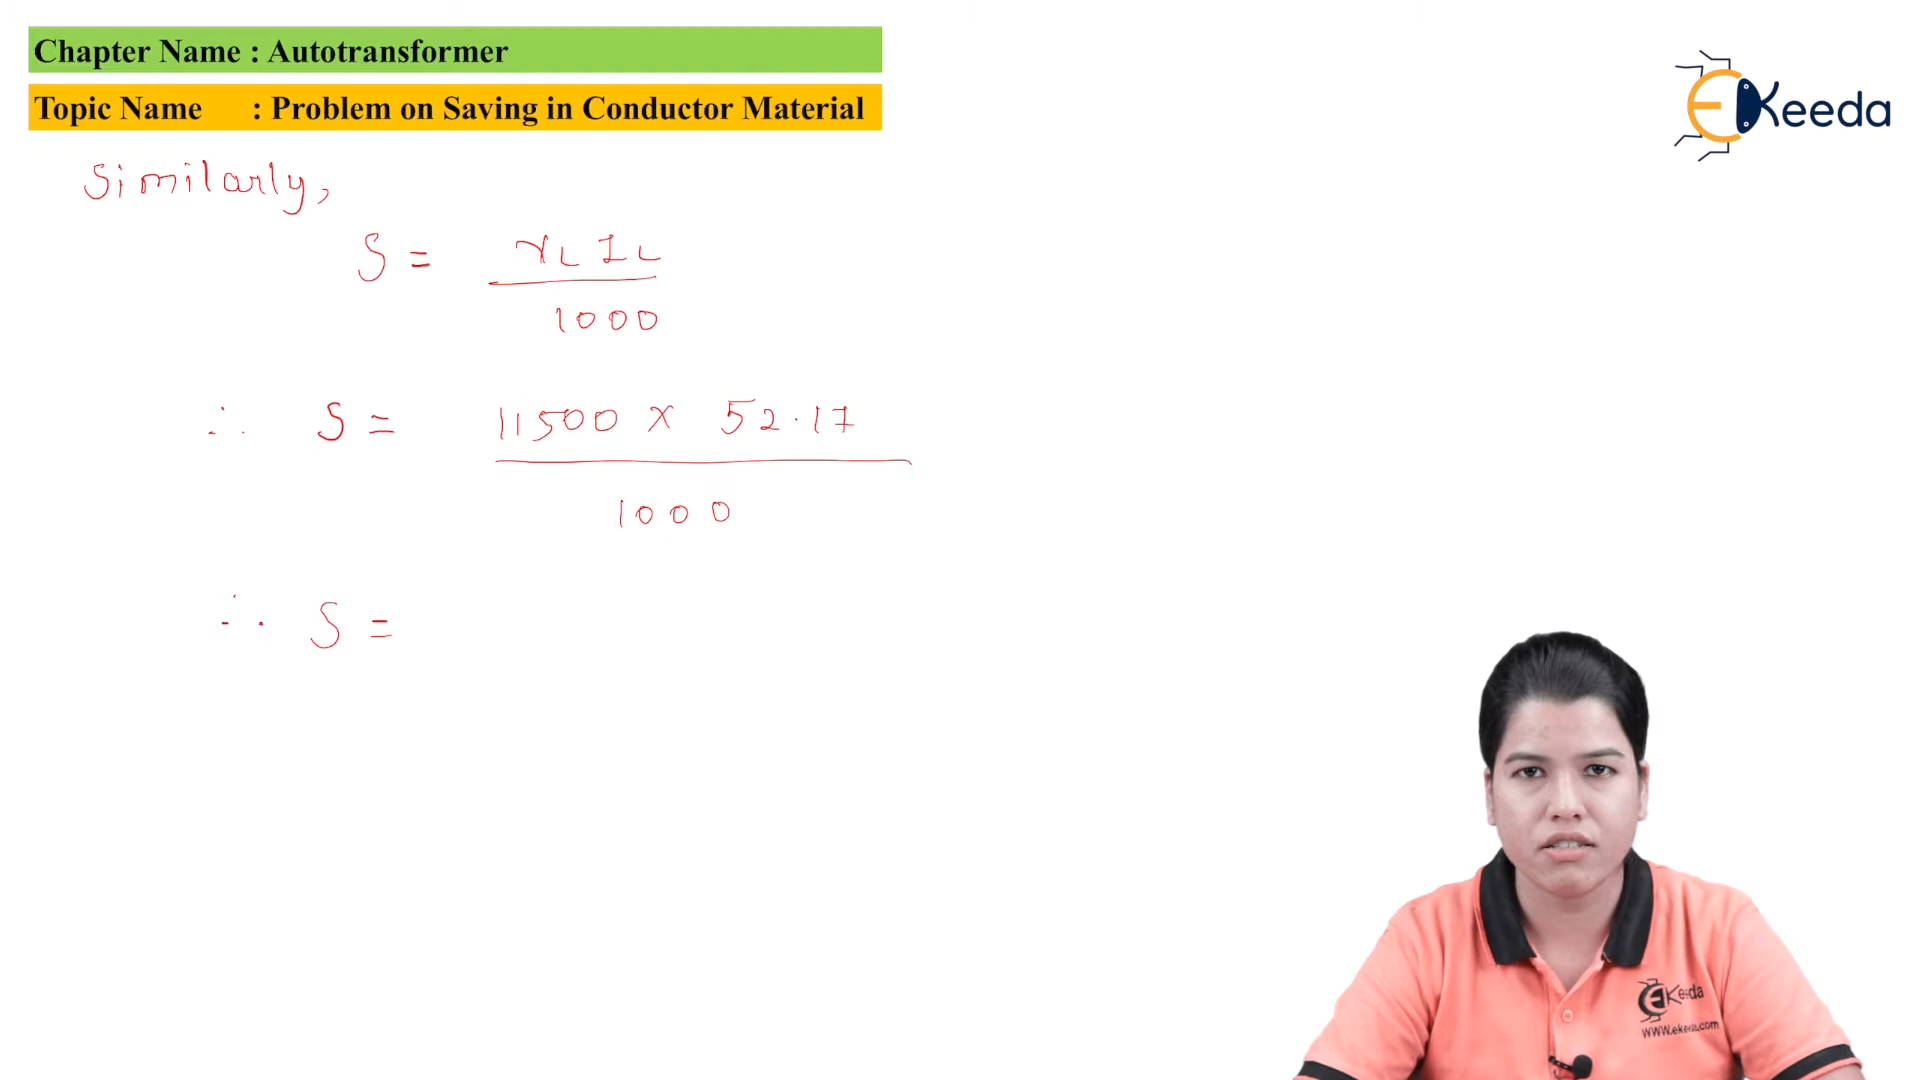 Chapter Name : Autotransformer
Topic Name : Problem on Saving in Conductor Material
EKeeda
Similarly,
S = VL IL
1000
∴ S = 11500 × 52.17
1000
∴ S =
EKeeda
www.ekeeda.com